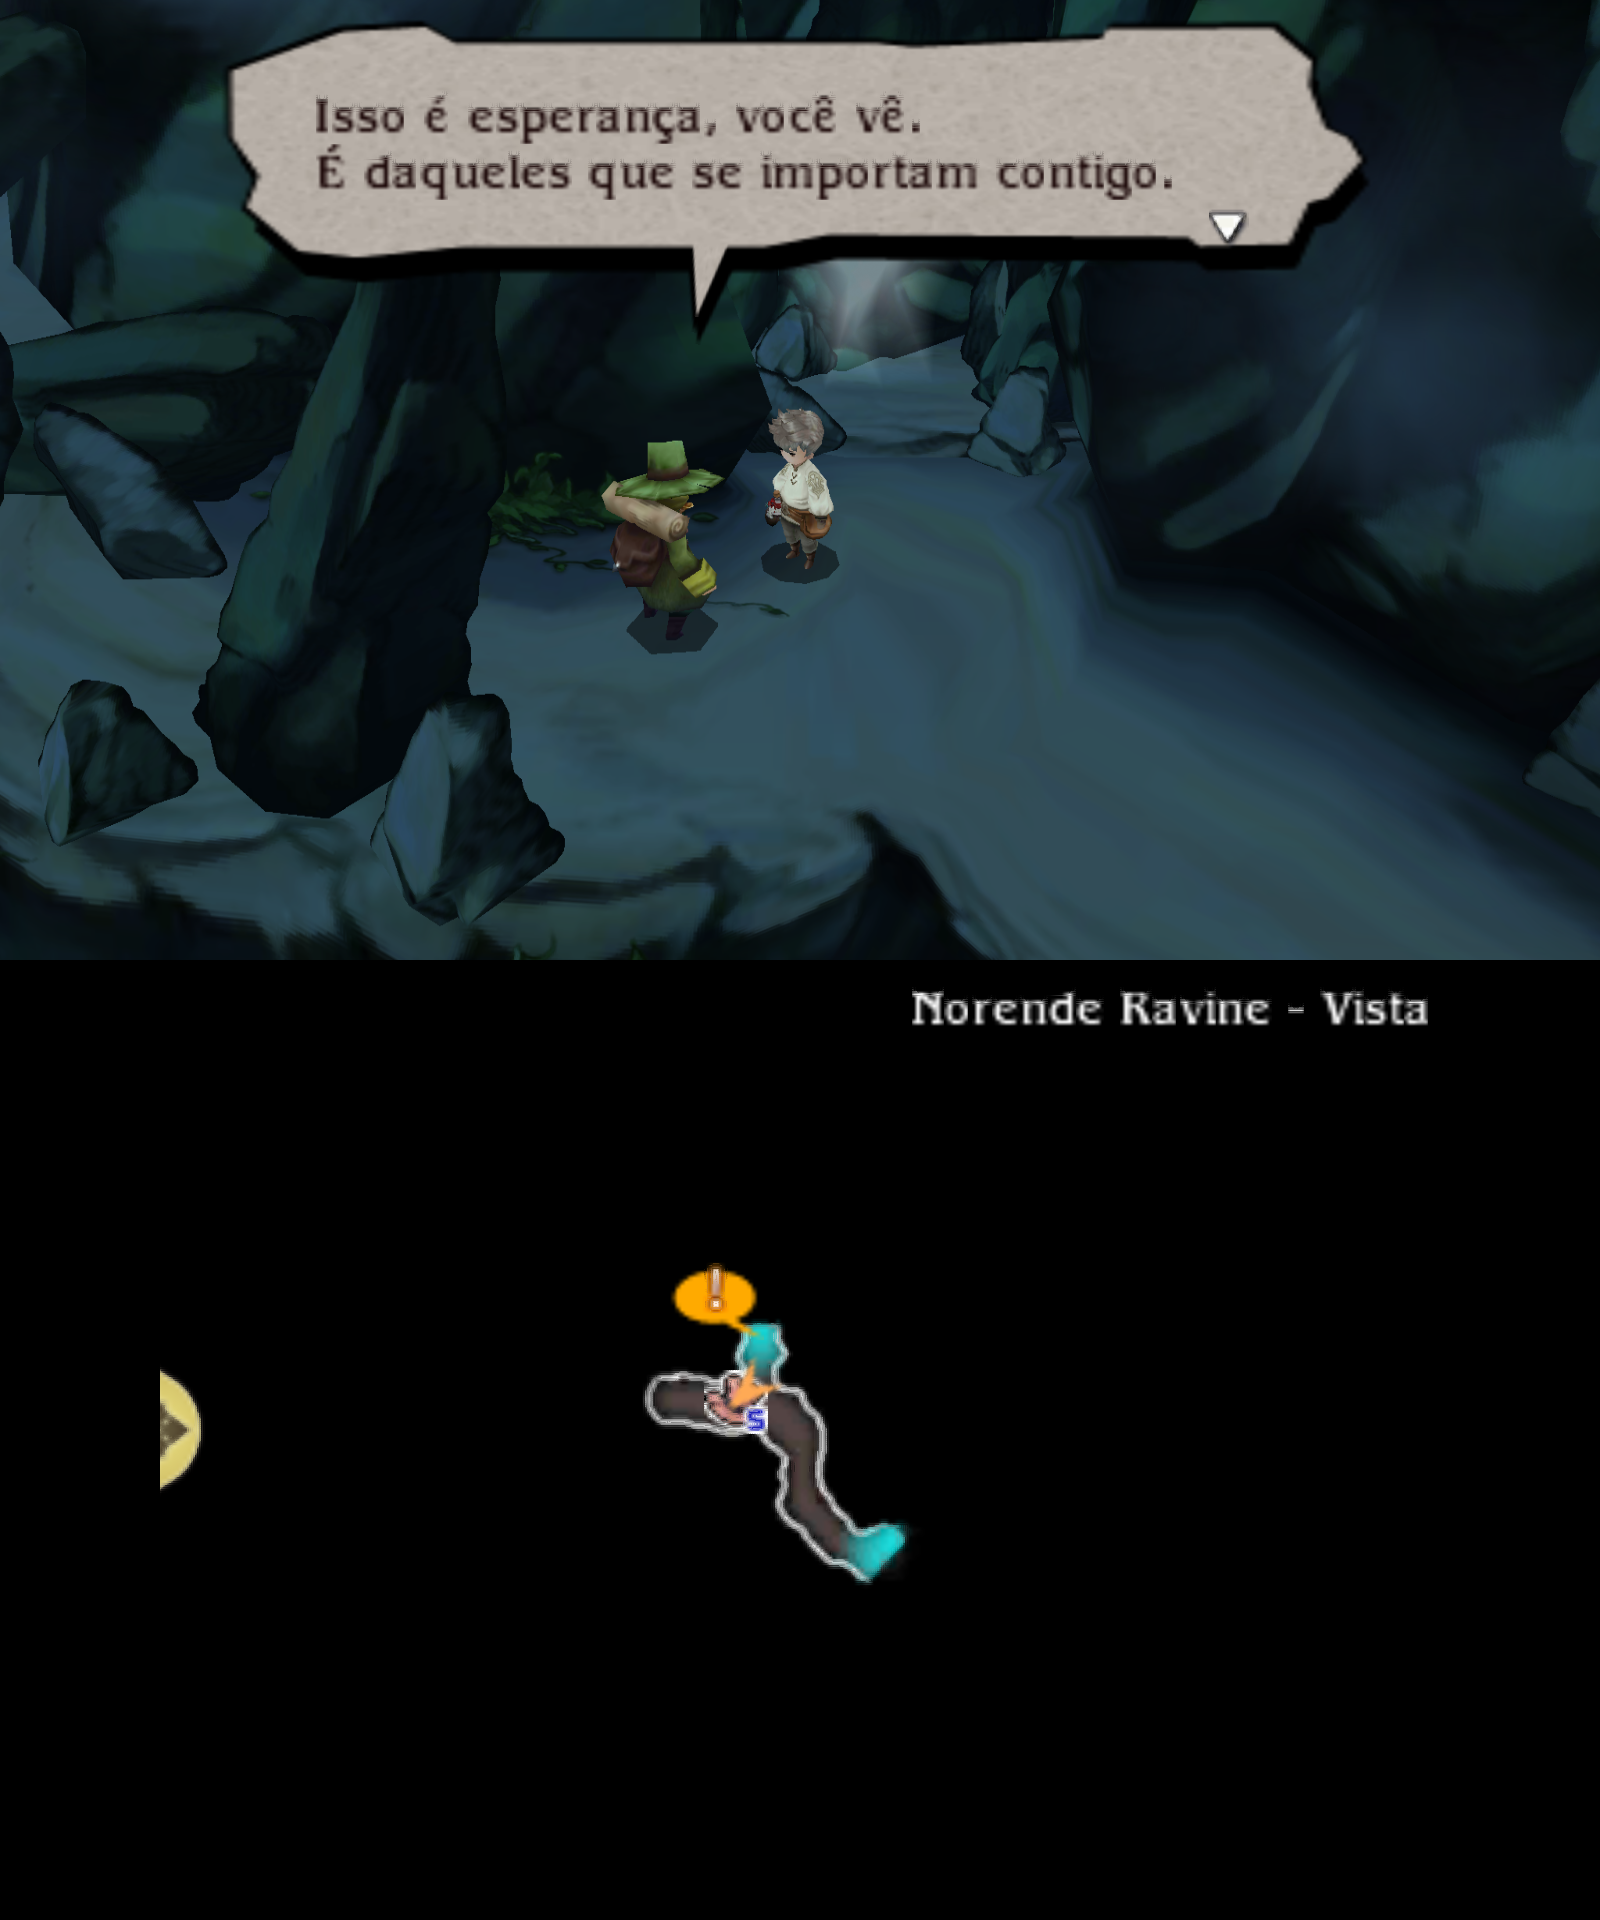 Isso é esperança, você vê.
É daqueles que se importam contigo.
Norende Ravine - Vista
!
S